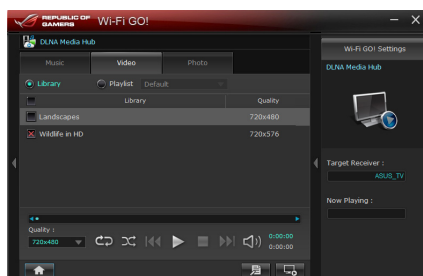 REPUBLIC OF
GAMERS
Wi-Fi GO!
DLNA Media Hub
Music Video Photo
Library Playlist Default
Library Quality
Landscapes 720x480
Wildlife in HD 720x576
Quality :
720x480
0:00:00
0:00:00
Wi-Fi GO! Settings
DLNA Media Hub
Target Receiver :
ASUS_TV
Now Playing :